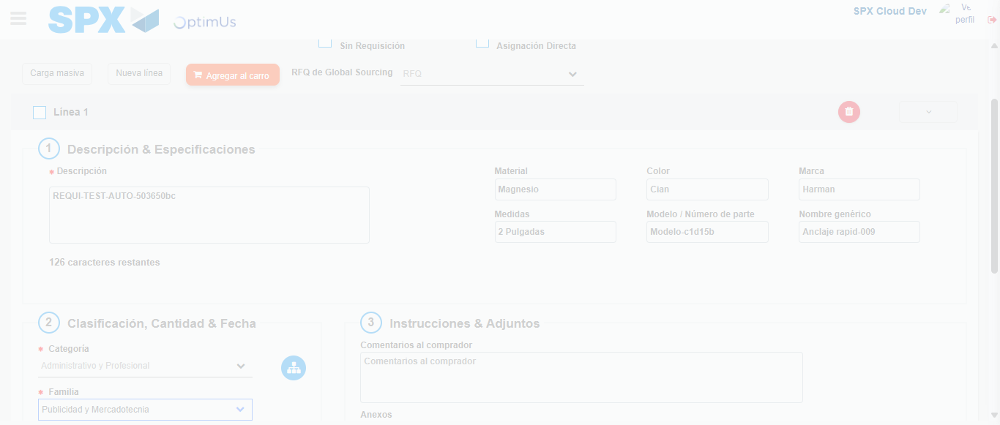 SPX OptimUs
SPX Cloud Dev
Ve
perfil
Sin Requisición
Asignación Directa
Carga masiva
Nueva línea
Agregar al carro
RFQ de Global Sourcing
RFQ
Línea 1
1 Descripción & Especificaciones
* Descripción
REQUI-TEST-AUTO-503650bc
126 caracteres restantes
Material
Magnesio
Color
Cian
Marca
Harman
Medidas
2 Pulgadas
Modelo / Número de parte
Modelo-c1d15b
Nombre genérico
Anclaje rapid-009
2 Clasificación, Cantidad & Fecha
* Categoría
Administrativo y Profesional
* Familia
Publicidad y Mercadotecnia
3 Instrucciones & Adjuntos
Comentarios al comprador
Comentarios al comprador
Anexos